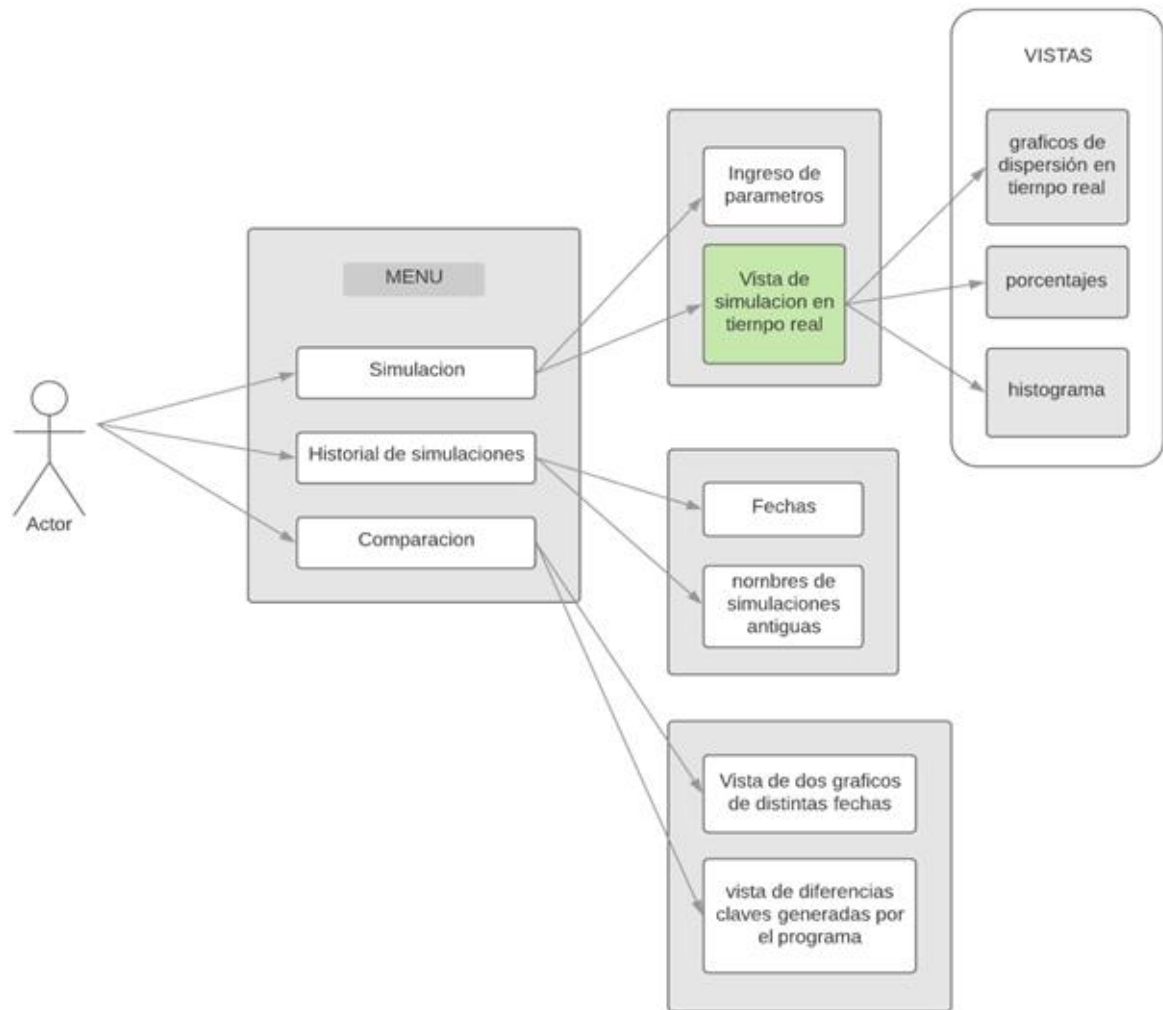 VISTAS
graficos de
dispersión en
tiempo real
porcentajes
histograma
Ingreso de
parametros
Vista de
simulacion en
tiempo real
MENU
Simulacion
Historial de simulaciones
Comparacion
Actor
Fechas
nombres de
simulaciones
antiguas
Vista de dos graficos
de distintas fechas
vista de diferencias
claves generadas por
el programa